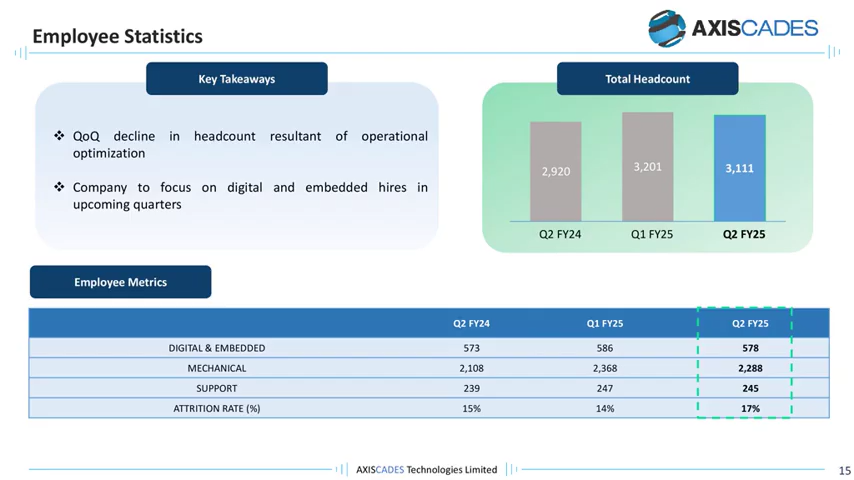 Employee Statistics
AXISCADES
Key Takeaways
❖ QoQ decline in headcount resultant of operational
optimization
❖ Company to focus on digital and embedded hires in
upcoming quarters
Total Headcount
2,920 3,201 3,111
Q2 FY24 Q1 FY25 Q2 FY25
Employee Metrics
Q2 FY24 Q1 FY25 Q2 FY25
DIGITAL & EMBEDDED 573 586 578
MECHANICAL 2,108 2,368 2,288
SUPPORT 239 247 245
ATTRITION RATE (%) 15% 14% 17%
AXISCADES Technologies Limited
15